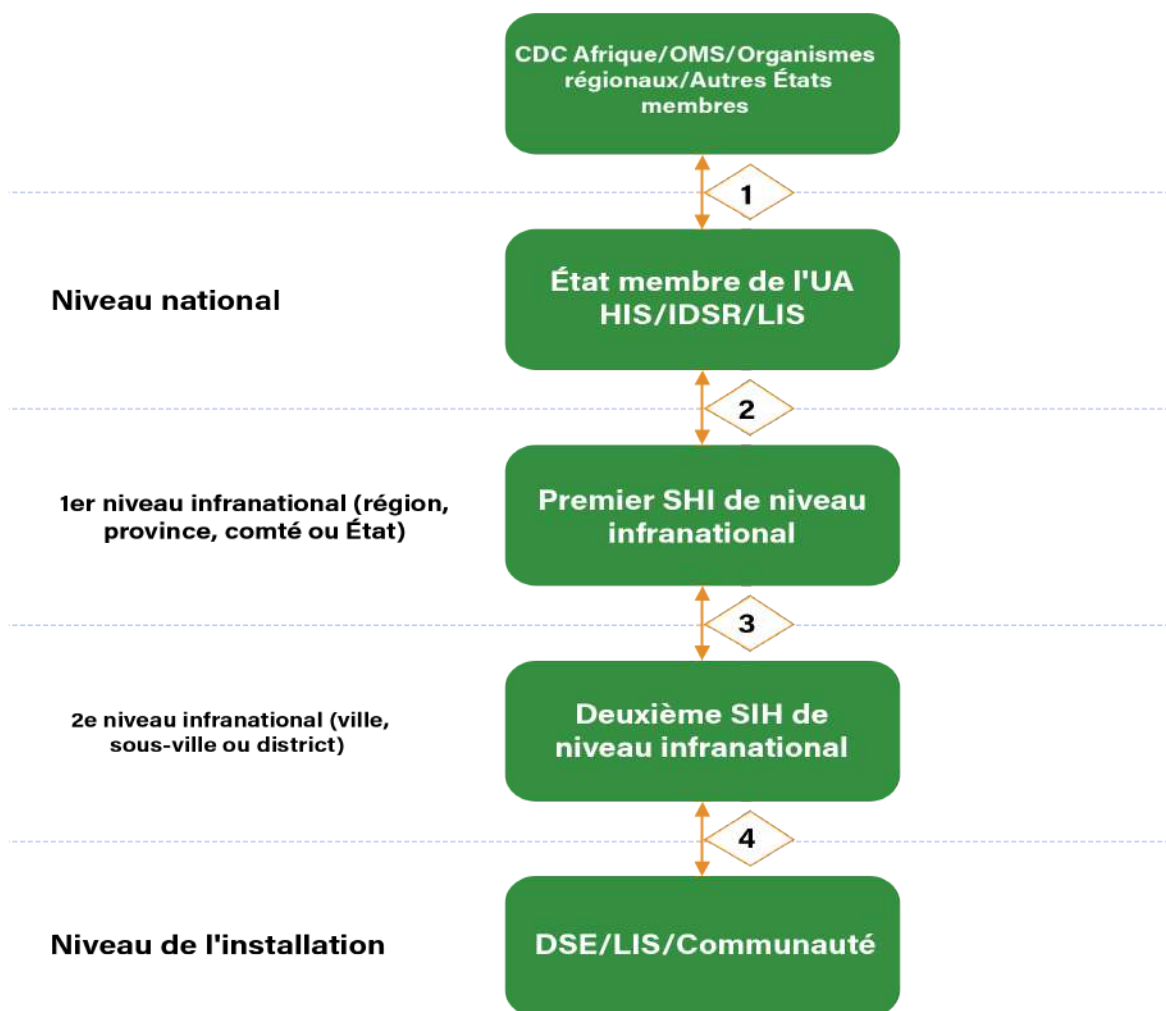 CDC Afrique/OMS/Organismes
régionaux/Autres États
membres
1
Niveau national
État membre de l'UA
HIS/IDSR/LIS
2
1er niveau infranational (région,
province, comté ou État)
Premier SHI de niveau
infranational
3
2e niveau infranational (ville,
sous-ville ou district)
Deuxième SIH de
niveau infranational
4
Niveau de l'installation
DSE/LIS/Communauté